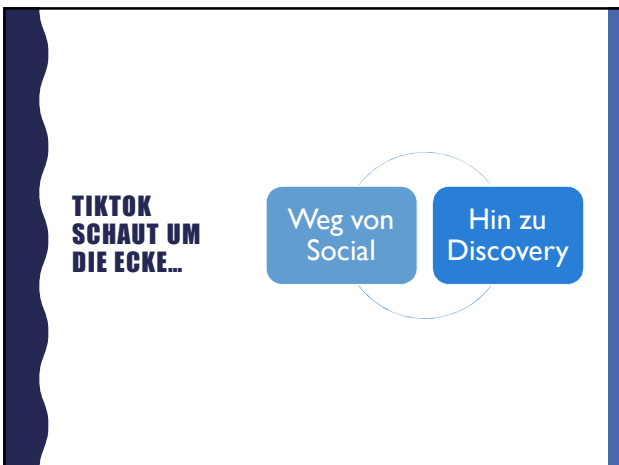 TIKTOK
SCHAUT UM
DIE ECKE…
Weg von
Social
Hin zu
Discovery